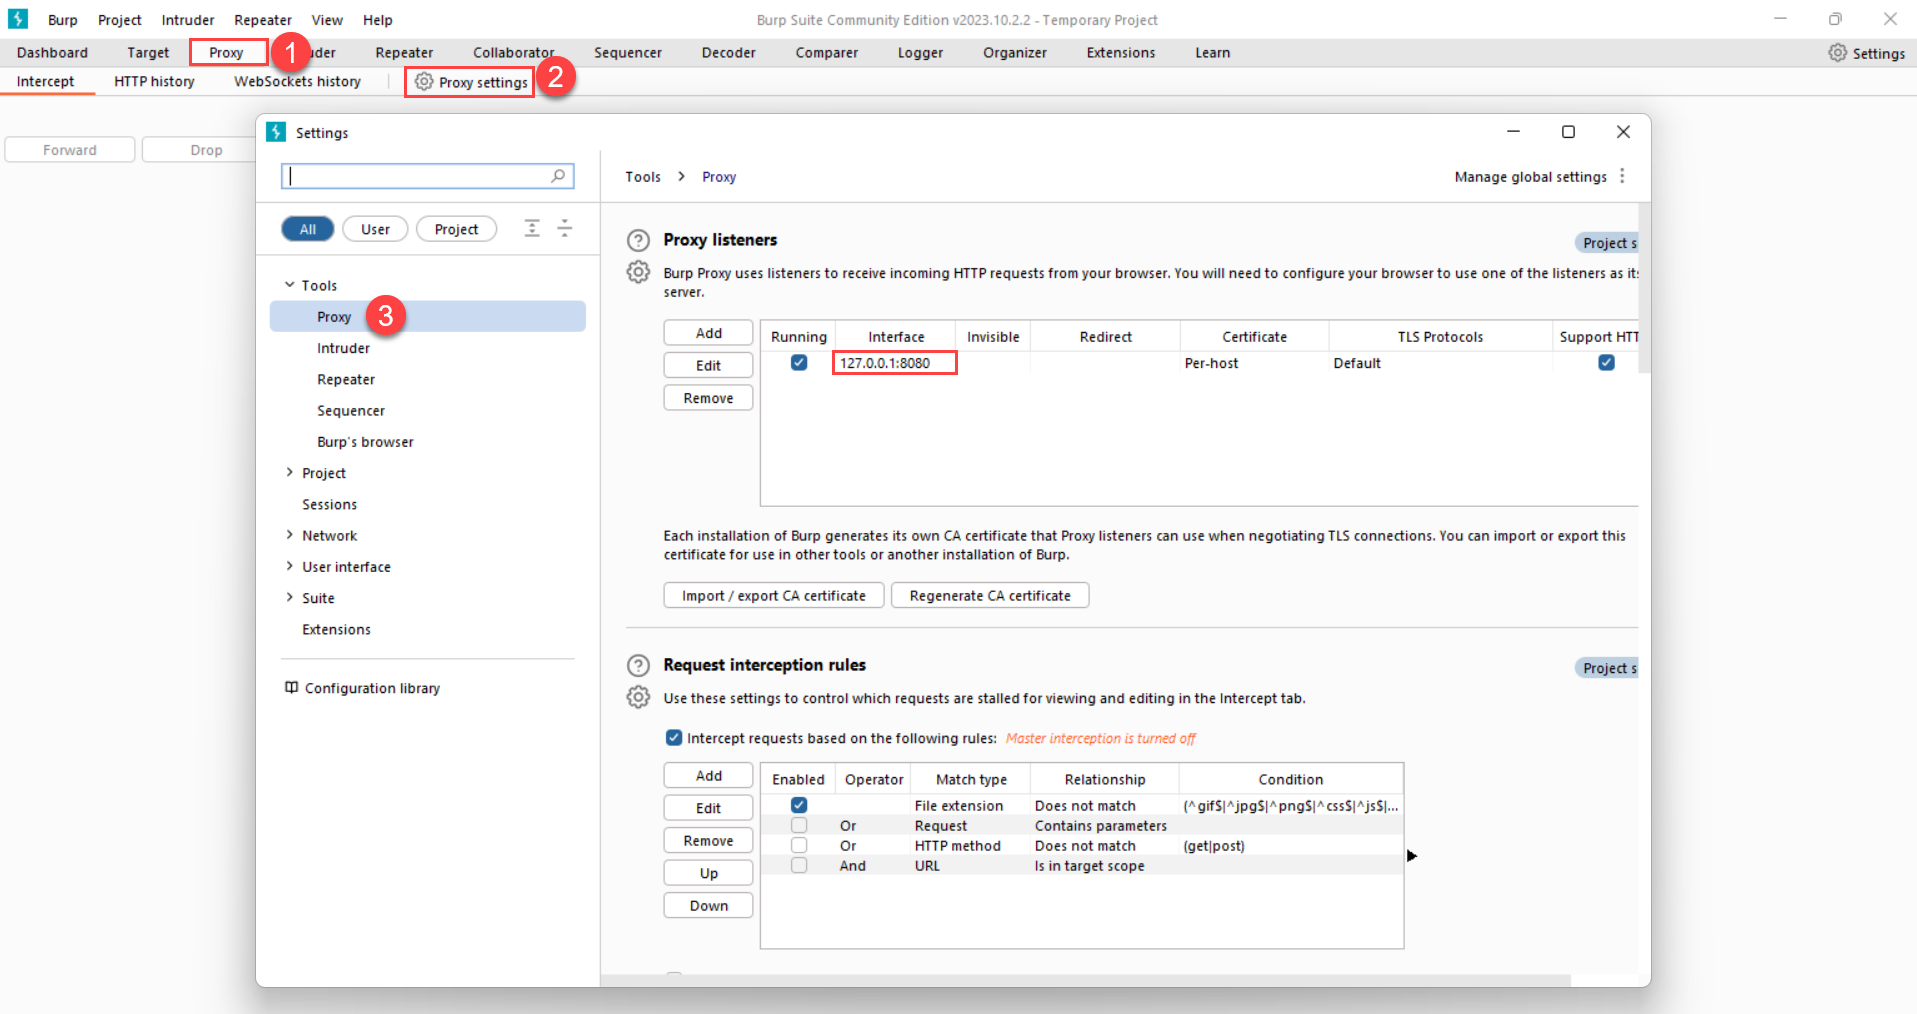 Burp Project Intruder Repeater View Help
Burp Suite Community Edition v2023.10.2.2 - Temporary Project
Dashboard Target Proxy 1 uder Repeater Collaborator Sequencer Decoder Comparer Logger Organizer Extensions Learn Settings
Intercept HTTP history WebSockets history Proxy settings 2
Forward Drop
Settings
Tools > Proxy
Manage global settings
All User Project
Tools
Proxy 3
Intruder
Repeater
Sequencer
Burp's browser
Project
Sessions
Network
User interface
Suite
Extensions
Configuration library
Proxy listeners
Project s
Burp Proxy uses listeners to receive incoming HTTP requests from your browser. You will need to configure your browser to use one of the listeners as its
server.
Add
Edit
Remove
Running Interface Invisible Redirect Certificate TLS Protocols Support HTT
127.0.0.1:8080 Per-host Default
Each installation of Burp generates its own CA certificate that Proxy listeners can use when negotiating TLS connections. You can import or export this
certificate for use in other tools or another installation of Burp.
Import / export CA certificate Regenerate CA certificate
Request interception rules
Project s
Use these settings to control which requests are stalled for viewing and editing in the Intercept tab.
Intercept requests based on the following rules: Master interception is turned off
Add
Edit
Remove
Up
Down
Enabled Operator Match type Relationship Condition
File extension Does not match (^gif$|^jpg$|^png$|^css$|^js$|...
Or Request Contains parameters
Or HTTP method Does not match (get|post)
And URL Is in target scope